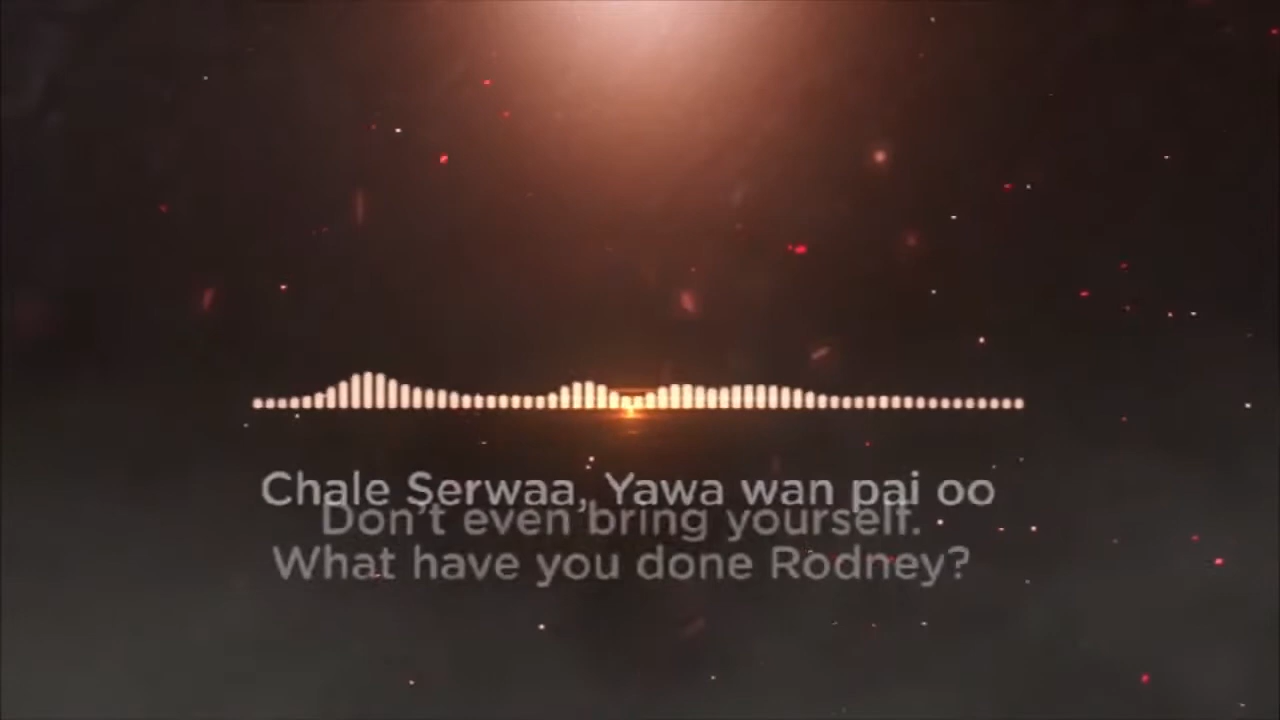 Chale Serwaa, Yawa wan pai oo
Don't even bring yourself.
What have you done Rodney?